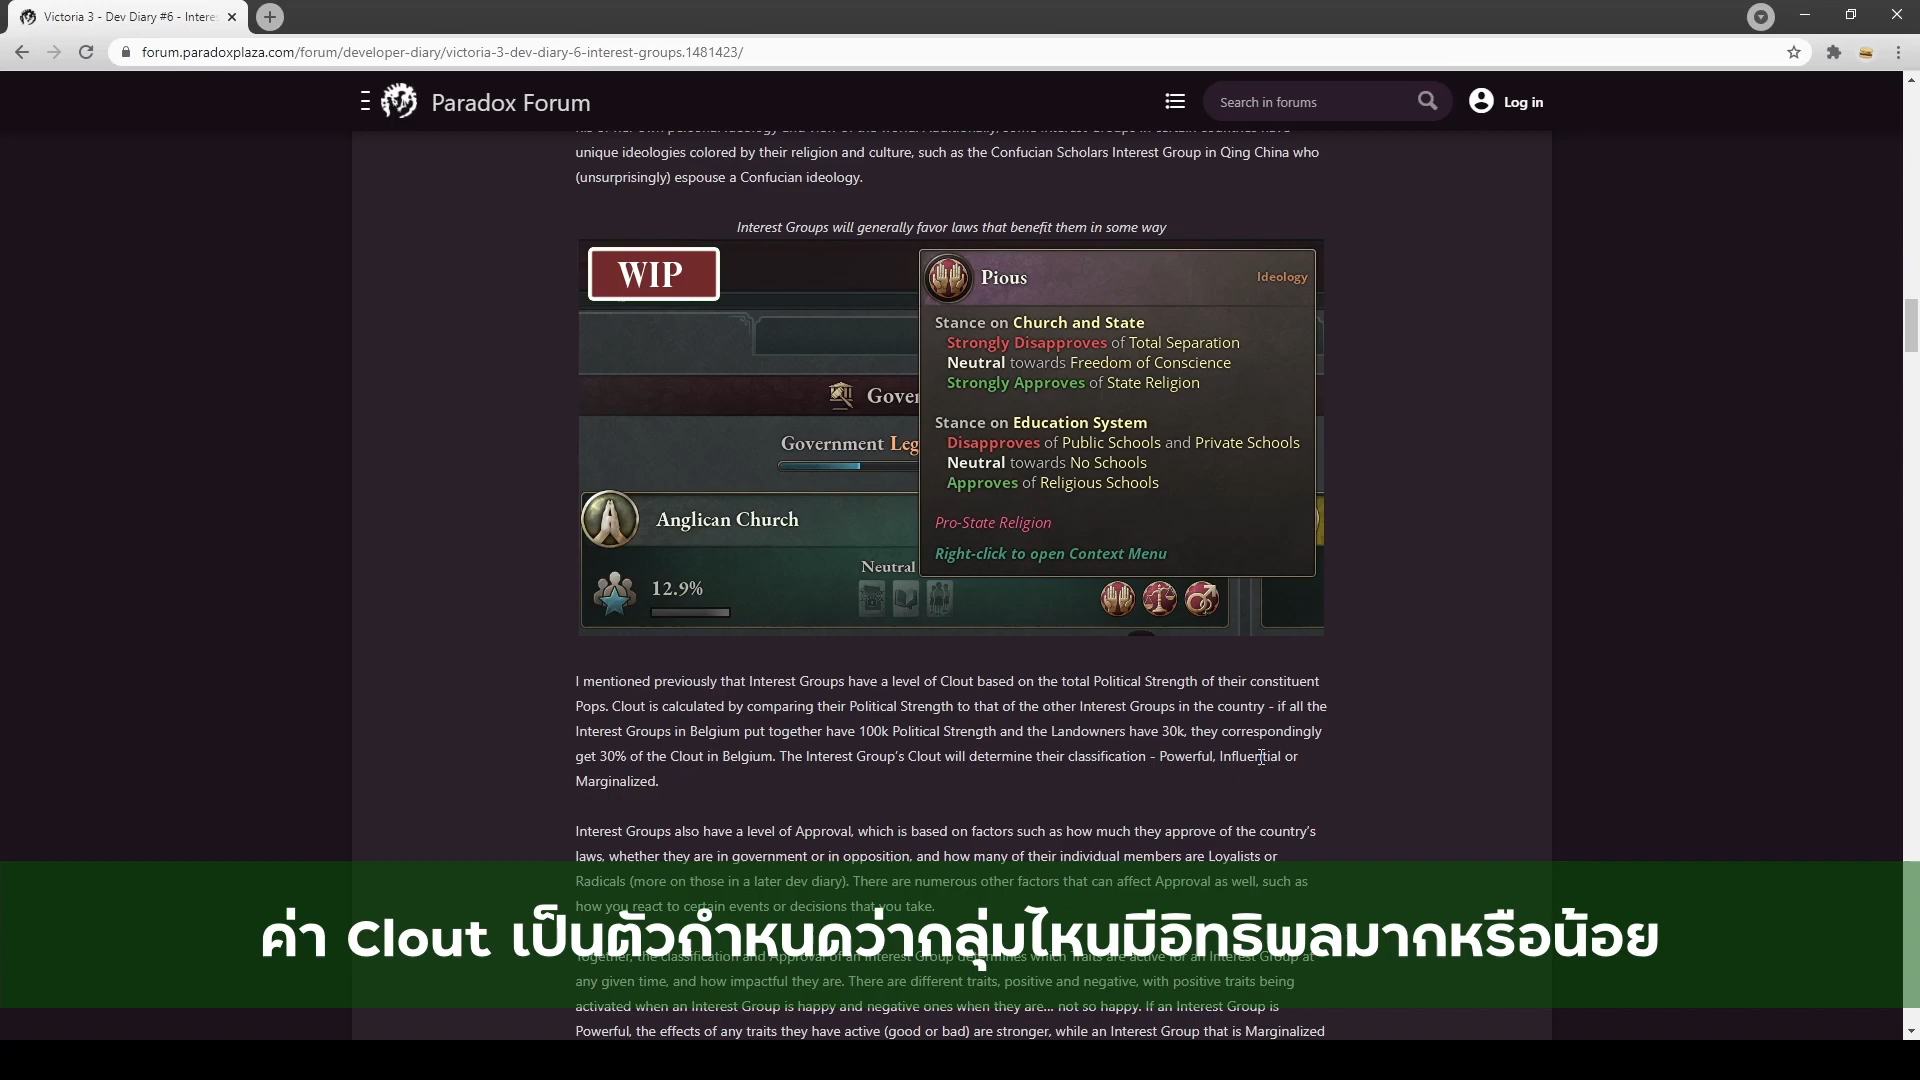 Victoria 3 - Dev Diary #6 - Intere
forum.paradoxplaza.com/forum/developer-diary/victoria-3-dev-diary-6-interest-groups.1481423/
Paradox Forum
Search in forums
Log in
unique ideologies colored by their religion and culture, such as the Confucian Scholars Interest Group in Qing China who
(unsurprisingly) espouse a Confucian ideology.
Interest Groups will generally favor laws that benefit them in some way
WIP
Pious
Ideology
Stance on Church and State
Strongly Disapproves of Total Separation
Neutral towards Freedom of Conscience
Strongly Approves of State Religion
Gover
Stance on Education System
Government Leg
Disapproves of Public Schools and Private Schools
Neutral towards No Schools
Approves of Religious Schools
Anglican Church
Pro-State Religion
Right-click to open Context Menu
Neutral
12.9%
I mentioned previously that Interest Groups have a level of Clout based on the total Political Strength of their constituent
Pops. Clout is calculated by comparing their Political Strength to that of the other Interest Groups in the country - if all the
Interest Groups in Belgium put together have 100k Political Strength and the Landowners have 30k, they correspondingly
get 30% of the Clout in Belgium. The Interest Group's Clout will determine their classification - Powerful, Influential or
Marginalized.
Interest Groups also have a level of Approval, which is based on factors such as how much they approve of the country's
laws, whether they are in government or in opposition, and how many of their individual members are Loyalists or
Radicals (more on those in a later dev diary). There are numerous other factors that can affect Approval as well, such as
how you react to certain events or decisions that you take.
ค่า Clout เป็นตัวกำหนดว่ากลุ่มไหนมีอิทธิพลมากหรือน้อย
Together, the classification and Approval of an Interest Group determines which Traits are active for an Interest Group at
any given time, and how impactful they are. There are different traits, positive and negative, with positive traits being
activated when an Interest Group is happy and negative ones when they are... not so happy. If an Interest Group is
Powerful, the effects of any traits they have active (good or bad) are stronger, while an Interest Group that is Marginalized